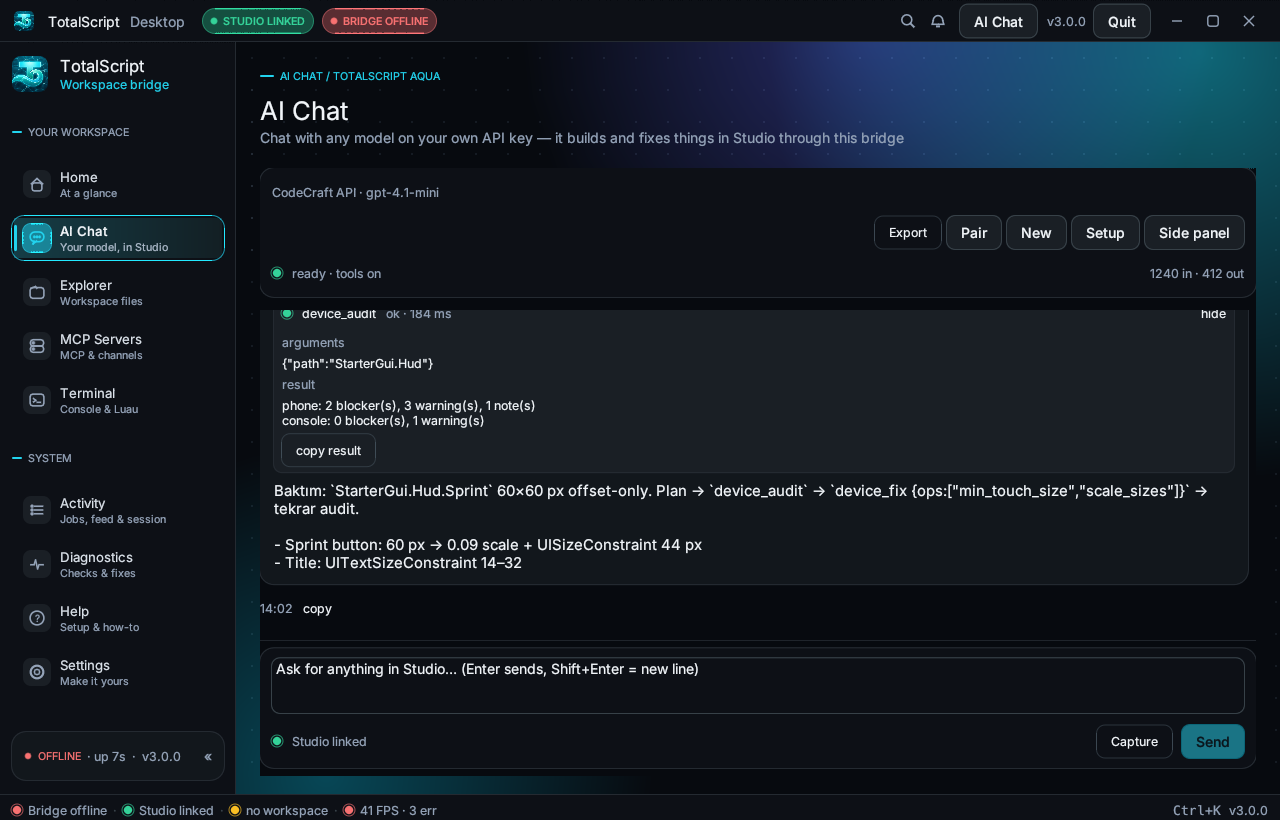 TotalScript Desktop STUDIO LINKED BRIDGE OFFLINE AI Chat v3.0.0 Quit
TotalScript
Workspace bridge
YOUR WORKSPACE
Home
At a glance
AI Chat
Your model, in Studio
Explorer
Workspace files
MCP Servers
MCP & channels
Terminal
Console & Luau
SYSTEM
Activity
Jobs, feed & session
Diagnostics
Checks & fixes
Help
Setup & how-to
Settings
Make it yours
OFFLINE · up 7s · v3.0.0 «
AI CHAT / TOTALSCRIPT AQUA
AI Chat
Chat with any model on your own API key — it builds and fixes things in Studio through this bridge
CodeCraft API · gpt-4.1-mini
Export Pair New Setup Side panel
ready · tools on 1240 in · 412 out
device_audit ok · 184 ms hide
arguments
{"path":"StarterGui.Hud"}
result
phone: 2 blocker(s), 3 warning(s), 1 note(s)
console: 0 blocker(s), 1 warning(s)
copy result
Baktım: `StarterGui.Hud.Sprint` 60×60 px offset-only. Plan → `device_audit` → `device_fix {ops:["min_touch_size","scale_sizes"]}` →
tekrar audit.
- Sprint button: 60 px → 0.09 scale + UISizeConstraint 44 px
- Title: UITextSizeConstraint 14–32
14:02 copy
Ask for anything in Studio... (Enter sends, Shift+Enter = new line)
Studio linked Capture Send
Bridge offline · Studio linked · no workspace · 41 FPS · 3 err Ctrl+K v3.0.0